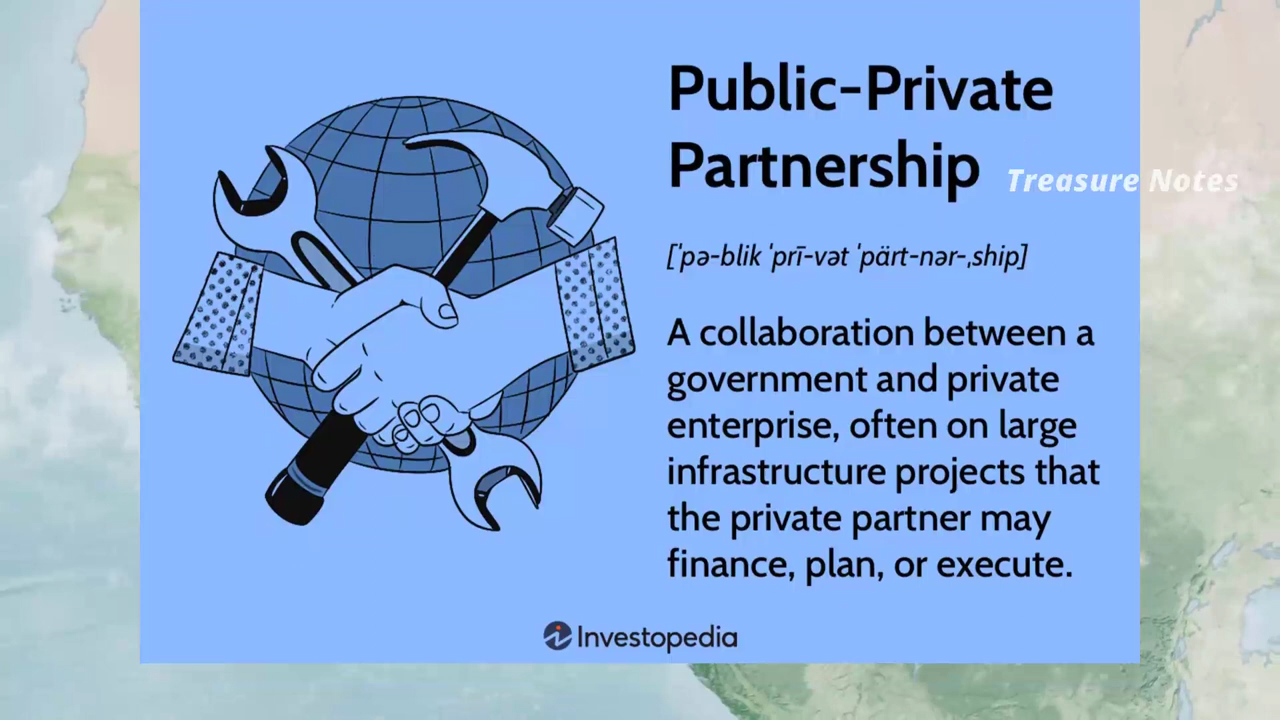 Public-Private
Partnership
Treasure Notes
[ˈpə-blik ˈprī-vət ˈpärt-nər-ˌship]
A collaboration between a
government and private
enterprise, often on large
infrastructure projects that
the private partner may
finance, plan, or execute.
Investopedia